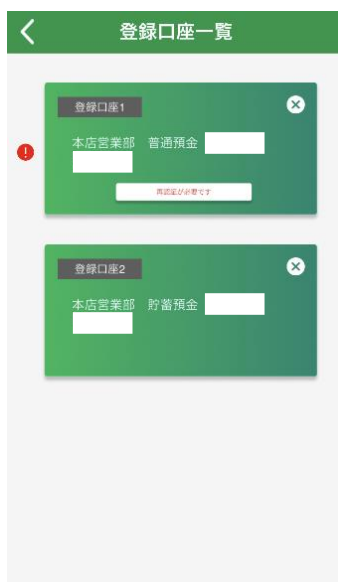 登録口座一覧
登録口座1
本店営業部 普通預金
再認証が必要です
登録口座2
本店営業部 貯蓄預金